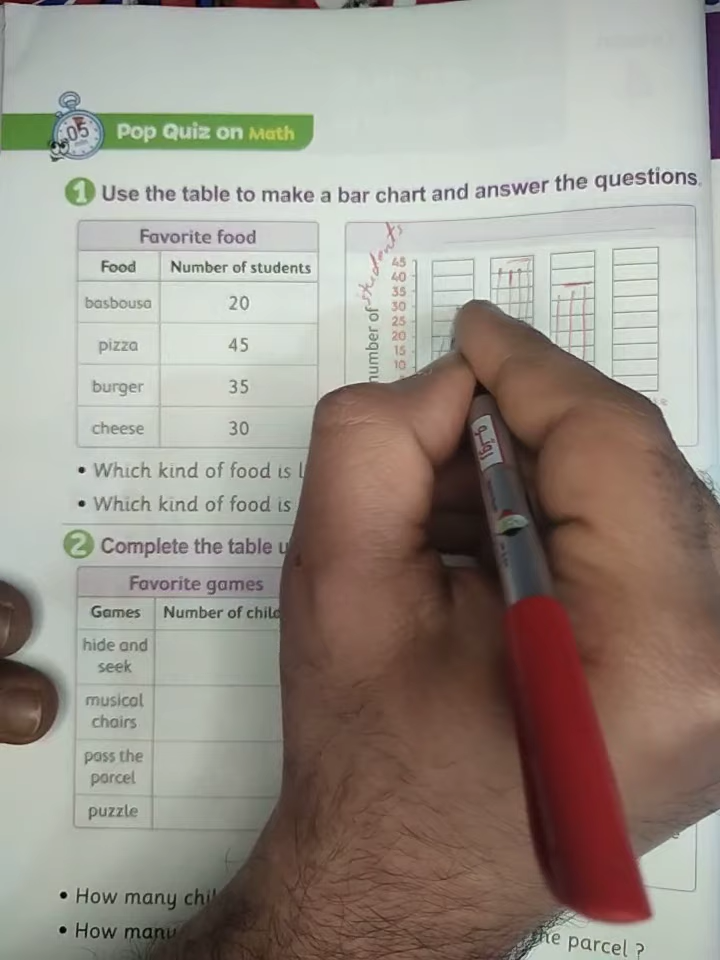 05
Pop Quiz on Math
1 Use the table to make a bar chart and answer the questions.
Favorite food
Food Number of students
basbousa 20
pizza 45
burger 35
cheese 30
number of students
45
40
35
30
25
20
15
10
• Which kind of food is
• Which kind of food is
2 Complete the table
Favorite games
Games Number of
hide and
seek
musical
chairs
pass the
parcel
puzzle
• How many
• How many
the parcel ?
روتو